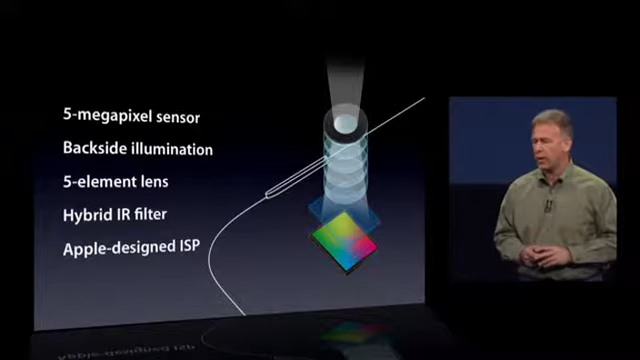 5-megapixel sensor
Backside illumination
5-element lens
Hybrid IR filter
Apple-designed ISP